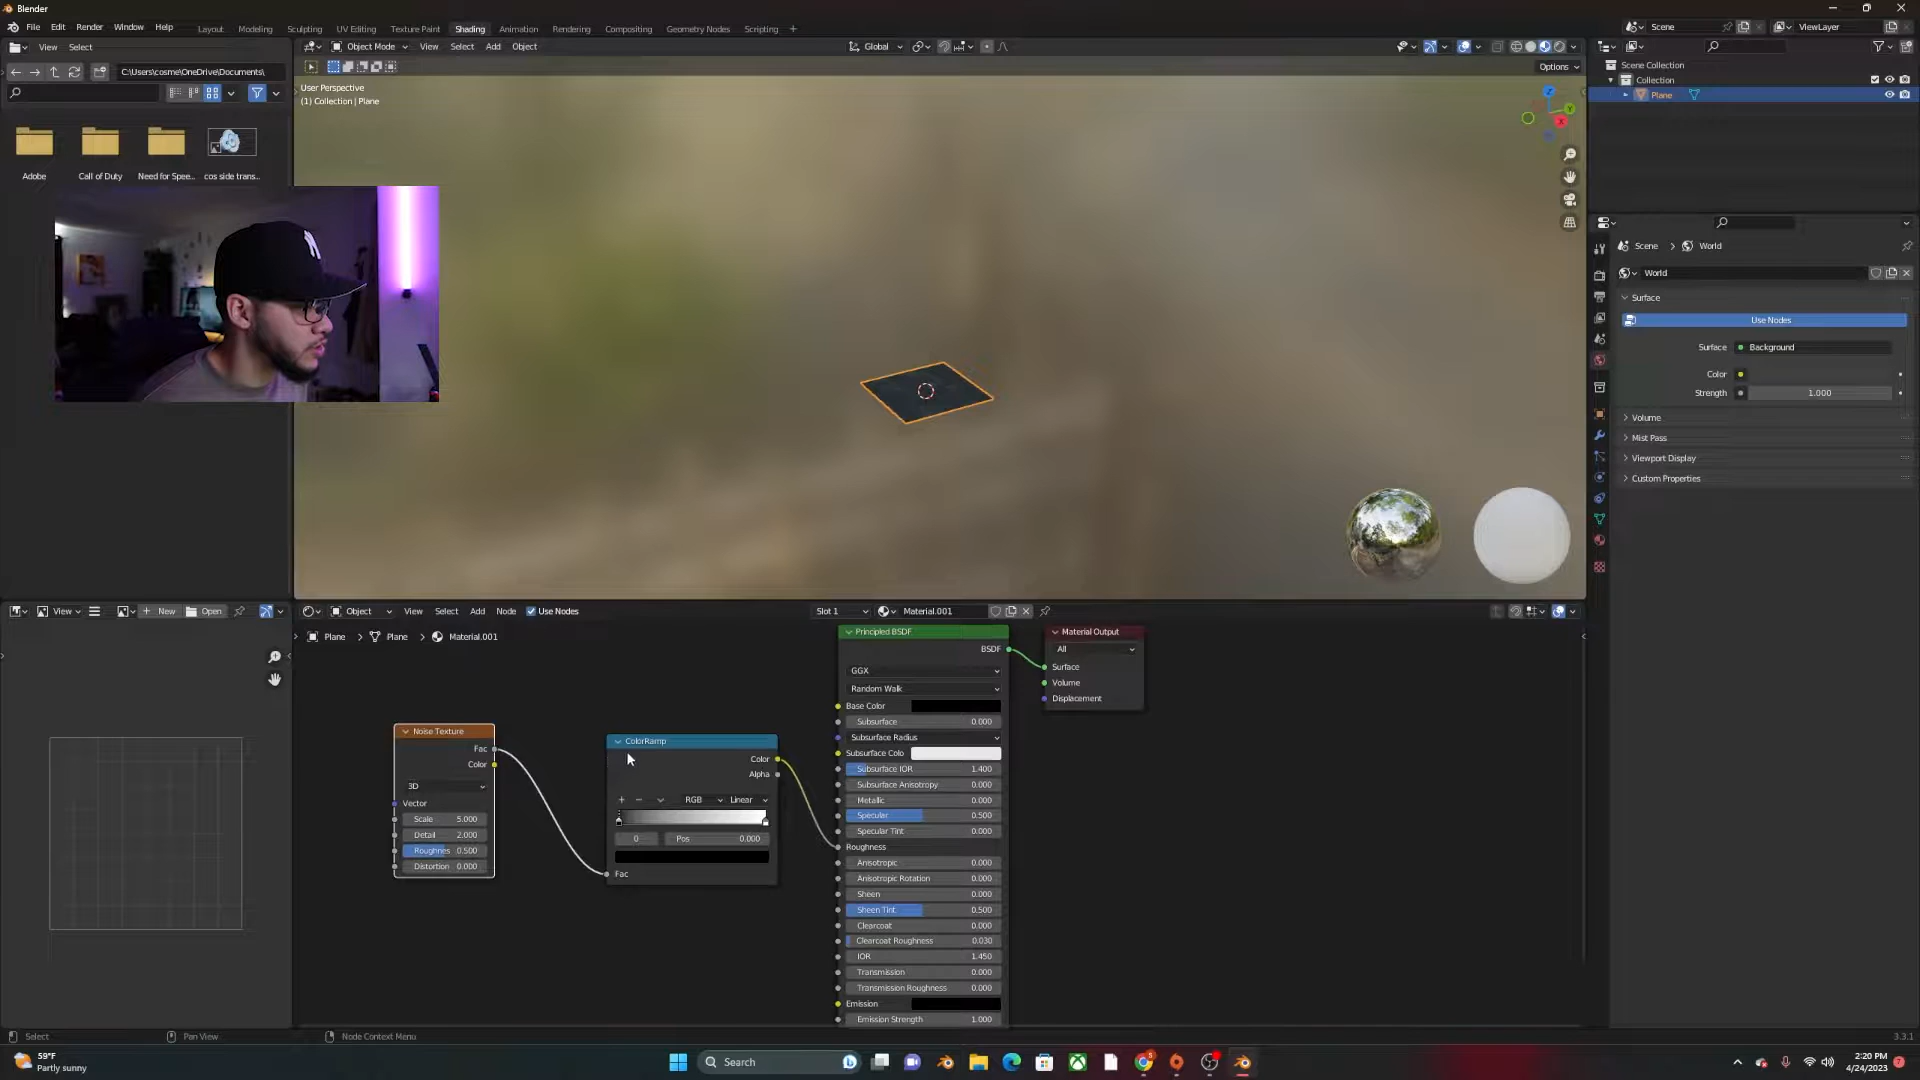 Blender
File Edit Render Window Help Layout Modeling Sculpting UV Editing Texture Paint Shading Animation Rendering Compositing Geometry Nodes Scripting + Scene ViewLayer
View Select Object Mode View Select Add Object Global
C:\Users\cosme\OneDrive\Documents\ Options
User Perspective
(1) Collection | Plane
Scene Collection
Collection
Plane
Adobe Call of Duty Need for Spee... cos side trans...
Scene > World
World
Surface
Use Nodes
Surface Background
Color
Strength 1.000
Volume
Mist Pass
Viewport Display
Custom Properties
View + New Open Object View Select Add Node Use Nodes Slot 1 Material.001
Plane > Plane > Material.001
Noise Texture
Fac
Color
3D
Vector
Scale 5.000
Detail 2.000
Roughnes 0.500
Distortion 0.000
ColorRamp
Color
Alpha
+ − RGB Linear
0 Pos 0.000
Fac
Principled BSDF
BSDF
GGX
Random Walk
Base Color
Subsurface 0.000
Subsurface Radius
Subsurface Colo
Subsurface IOR 1.400
Subsurface Anisotropy 0.000
Metallic 0.000
Specular 0.500
Specular Tint 0.000
Roughness
Anisotropic 0.000
Anisotropic Rotation 0.000
Sheen 0.000
Sheen Tint 0.500
Clearcoat 0.000
Clearcoat Roughness 0.030
IOR 1.450
Transmission 0.000
Transmission Roughness 0.000
Emission
Emission Strength 1.000
Material Output
All
Surface
Volume
Displacement
Select Pan View Node Context Menu 3.3.1
59°F
Partly sunny
Search
2:20 PM
4/24/2023